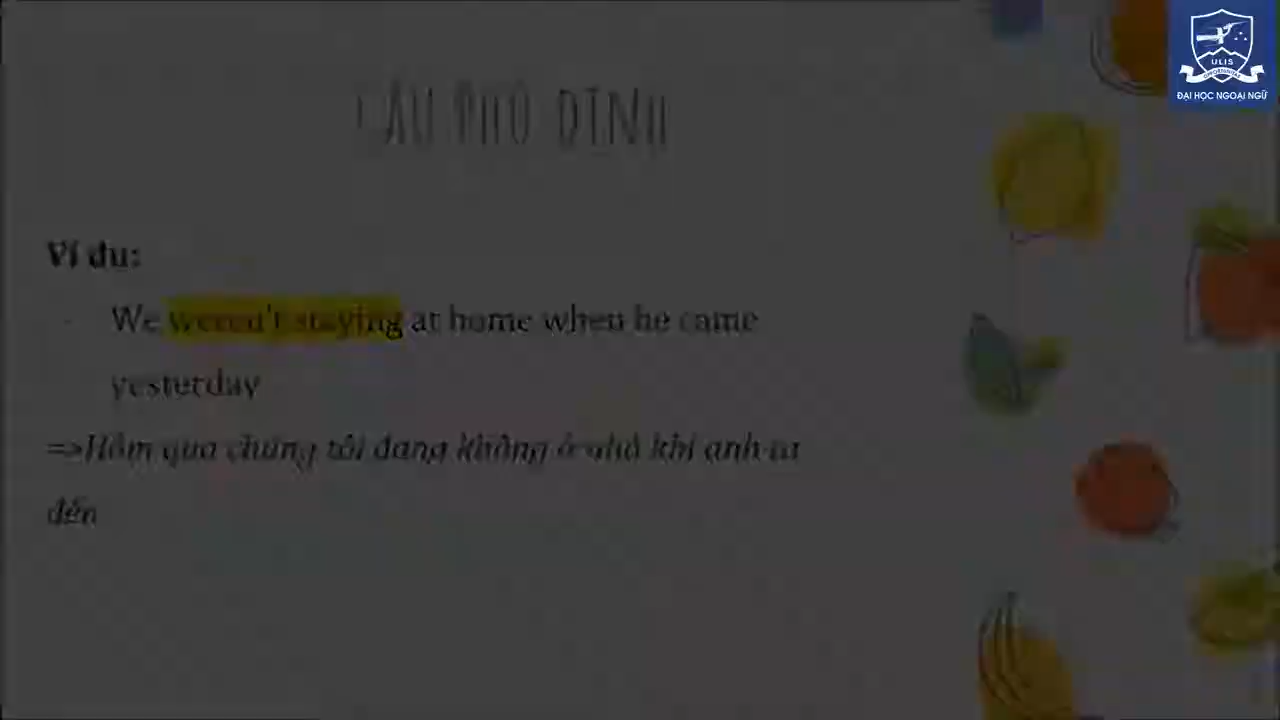 CÂU PHỦ ĐỊNH
Ví dụ:
- We weren't staying at home when he came
yesterday
=>Hôm qua chúng tôi đang không ở nhà khi anh ta
đến
ULIS
ĐẠI HỌC NGOẠI NGỮ